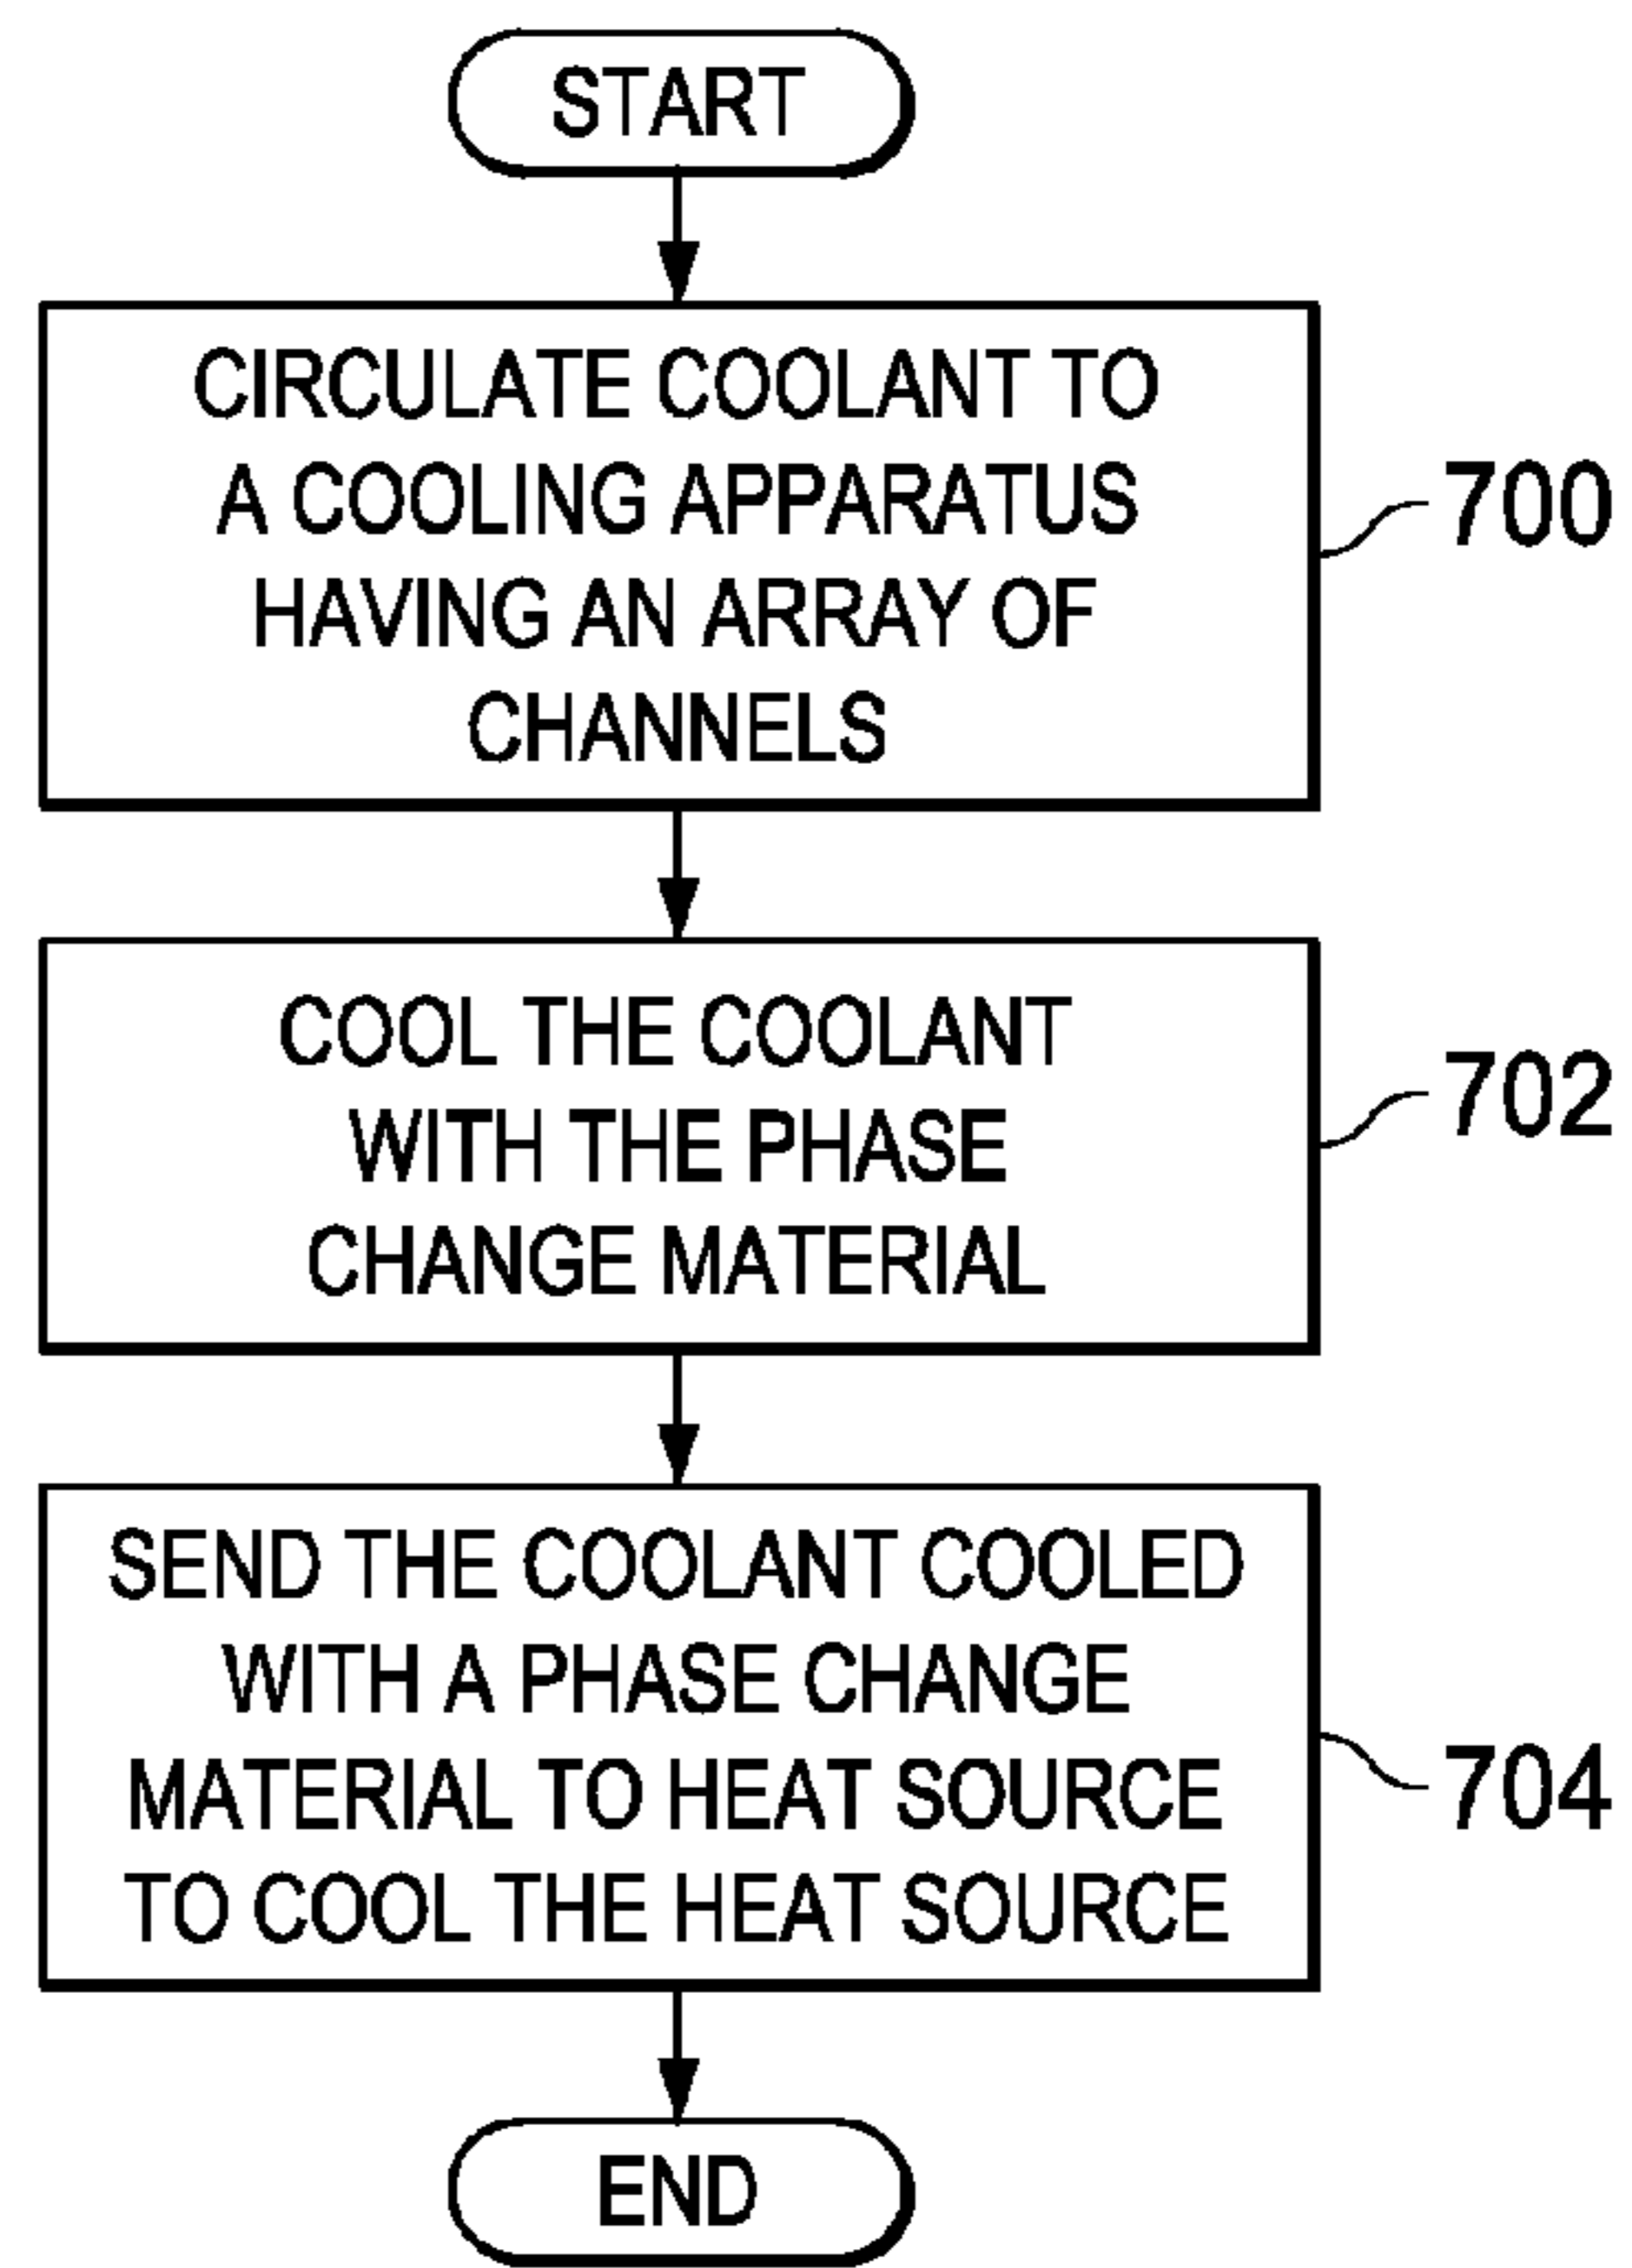 START
CIRCULATE COOLANT TO
A COOLING APPARATUS
HAVING AN ARRAY OF
CHANNELS
700
COOL THE COOLANT
WITH THE PHASE
CHANGE MATERIAL
702
SEND THE COOLANT COOLED
WITH A PHASE CHANGE
MATERIAL TO HEAT SOURCE
TO COOL THE HEAT SOURCE
704
END